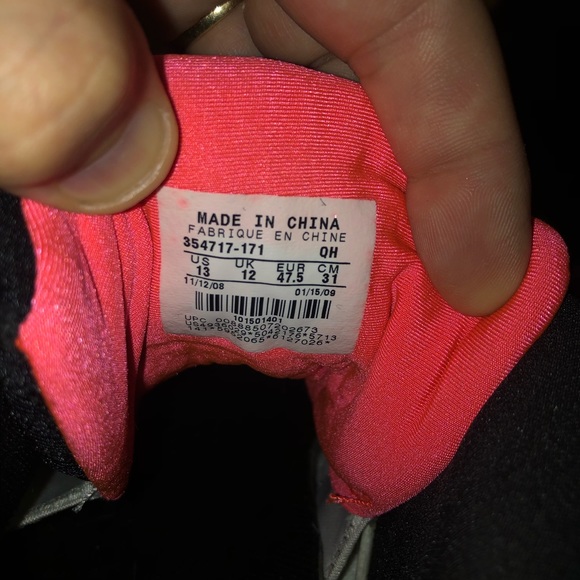 MADE IN CHINA
FABRIQUE EN CHINE
354717-171 QH
US UK EUR CM
13 12 47.5 31
11/12/08 01/15/09
101501401
UPC